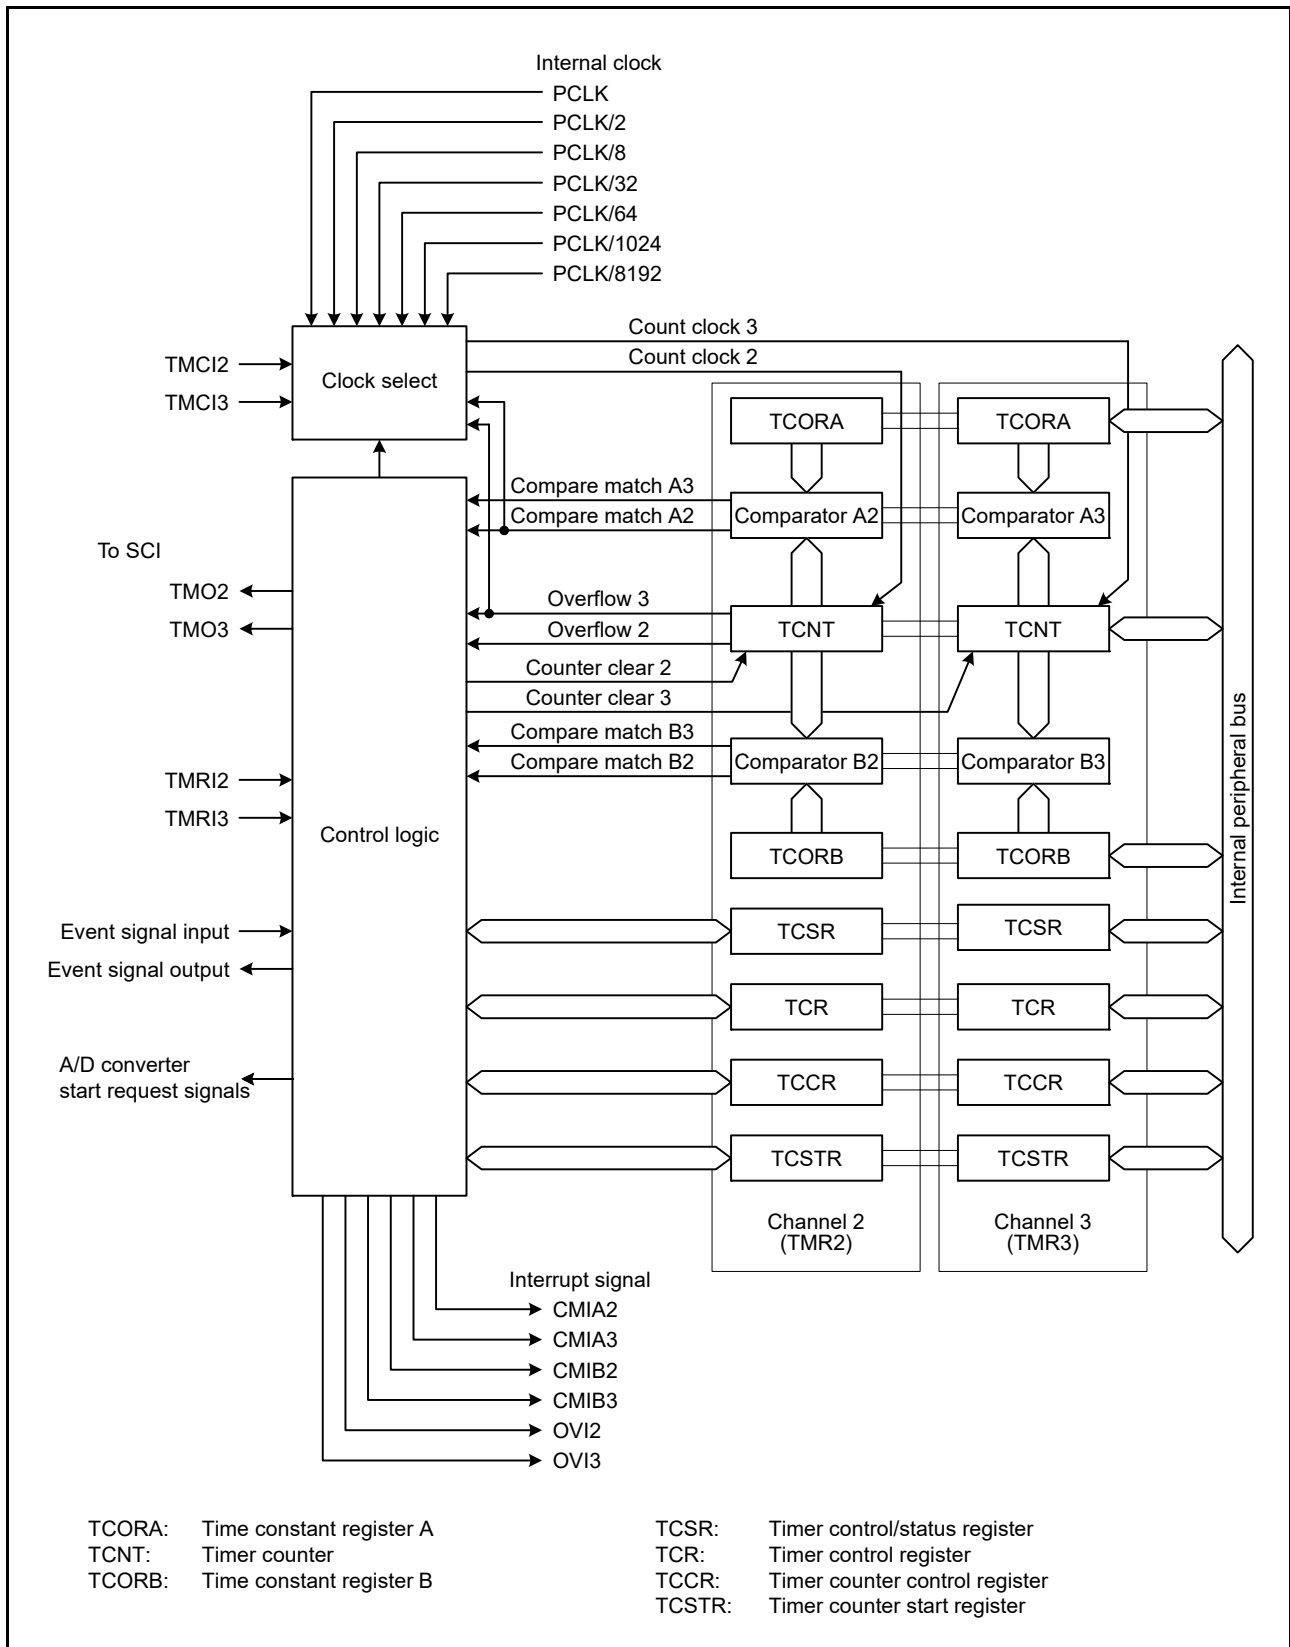 Internal clock
PCLK
PCLK/2
PCLK/8
PCLK/32
PCLK/64
PCLK/1024
PCLK/8192
Count clock 3
Count clock 2
TMCI2
TMCI3
Clock select
TCORA
TCORA
Compare match A3
Compare match A2
Comparator A2
Comparator A3
To SCI
TMO2
TMO3
Overflow 3
Overflow 2
TCNT
TCNT
Counter clear 2
Counter clear 3
Compare match B3
Compare match B2
Comparator B2
Comparator B3
TMRI2
TMRI3
Control logic
TCORB
TCORB
Internal peripheral bus
Event signal input
Event signal output
TCSR
TCSR
TCR
TCR
A/D converter
start request signals
TCCR
TCCR
TCSTR
TCSTR
Channel 2
(TMR2)
Channel 3
(TMR3)
Interrupt signal
CMIA2
CMIA3
CMIB2
CMIB3
OVI2
OVI3
TCORA: Time constant register A
TCNT: Timer counter
TCORB: Time constant register B
TCSR: Timer control/status register
TCR: Timer control register
TCCR: Timer counter control register
TCSTR: Timer counter start register